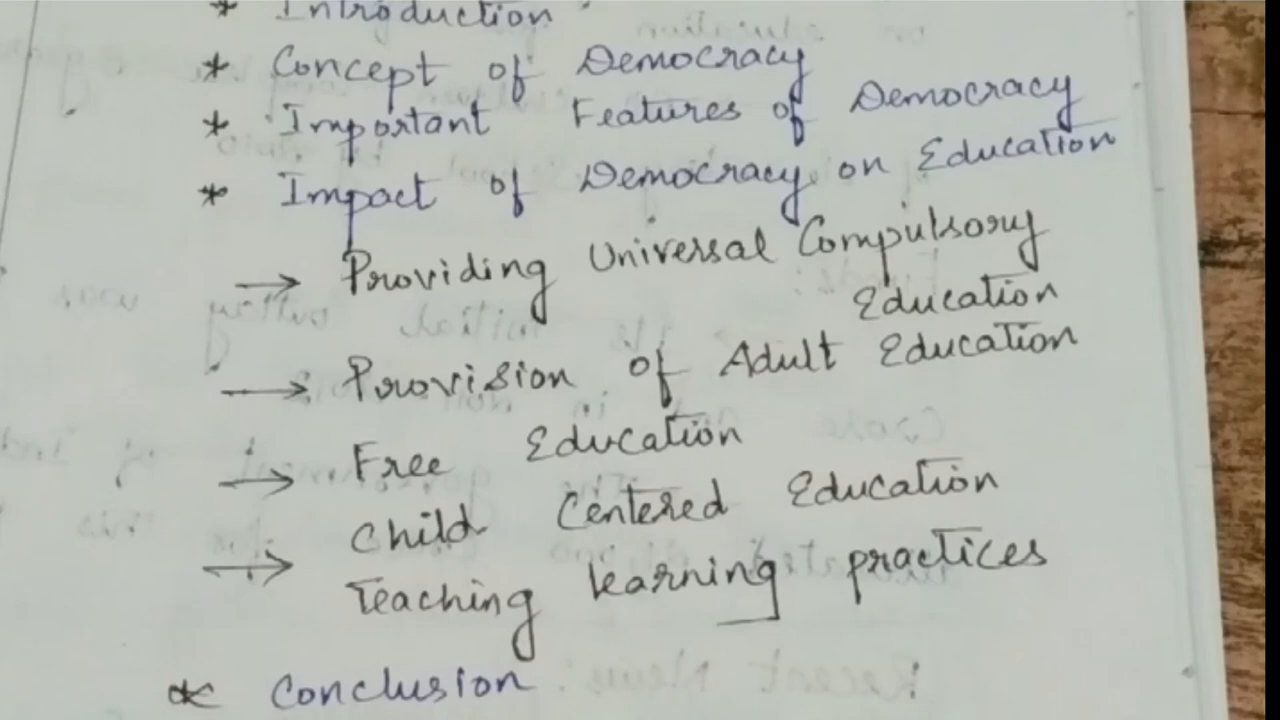 * Introduction
* Concept of Democracy
* Important Features of Democracy
* Impact of Democracy on Education
→ Providing Universal Compulsory
Education
→ Provision of Adult Education
→ Free Education
→ Child Centered Education
Teaching learning practices
* Conclusion